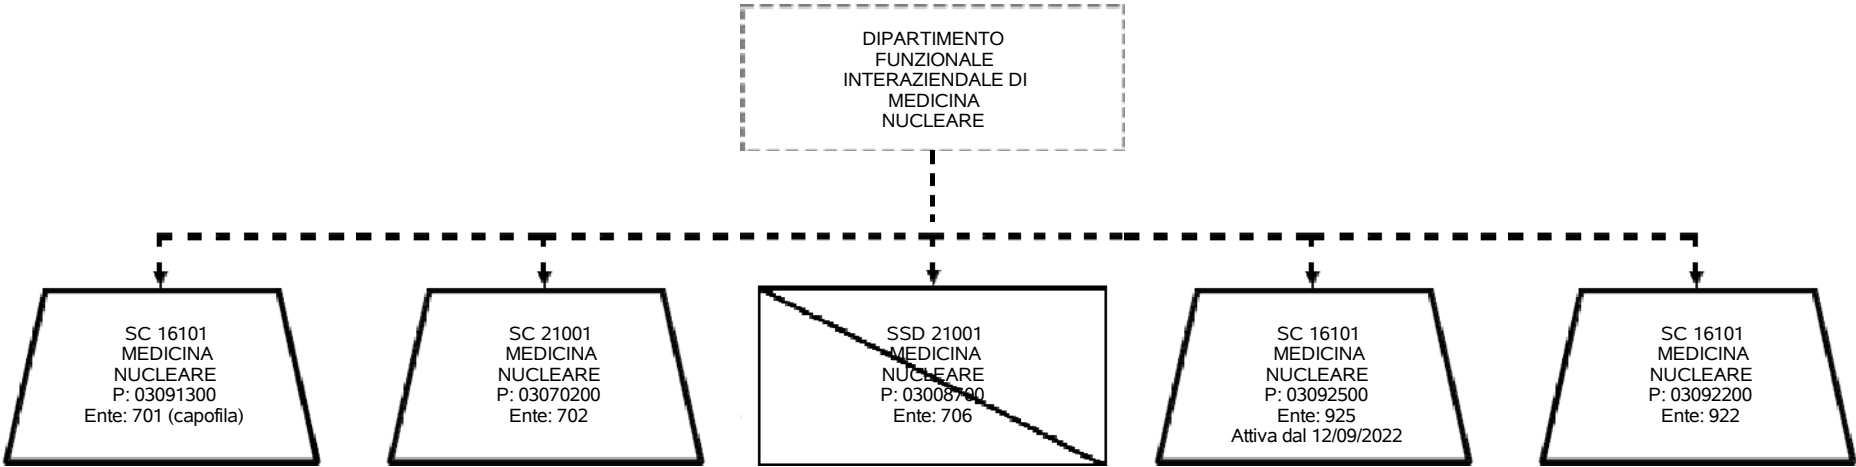 DIPARTIMENTO
FUNZIONALE
INTERAZIENDALE DI
MEDICINA
NUCLEARE
SC 16101
MEDICINA
NUCLEARE
P: 03091300
Ente: 701 (capofila)
SC 21001
MEDICINA
NUCLEARE
P: 03070200
Ente: 702
SSD 21001
MEDICINA
NUCLEARE
P: 03008700
Ente: 706
SC 16101
MEDICINA
NUCLEARE
P: 03092500
Ente: 925
Attiva dal 12/09/2022
SC 16101
MEDICINA
NUCLEARE
P: 03092200
Ente: 922